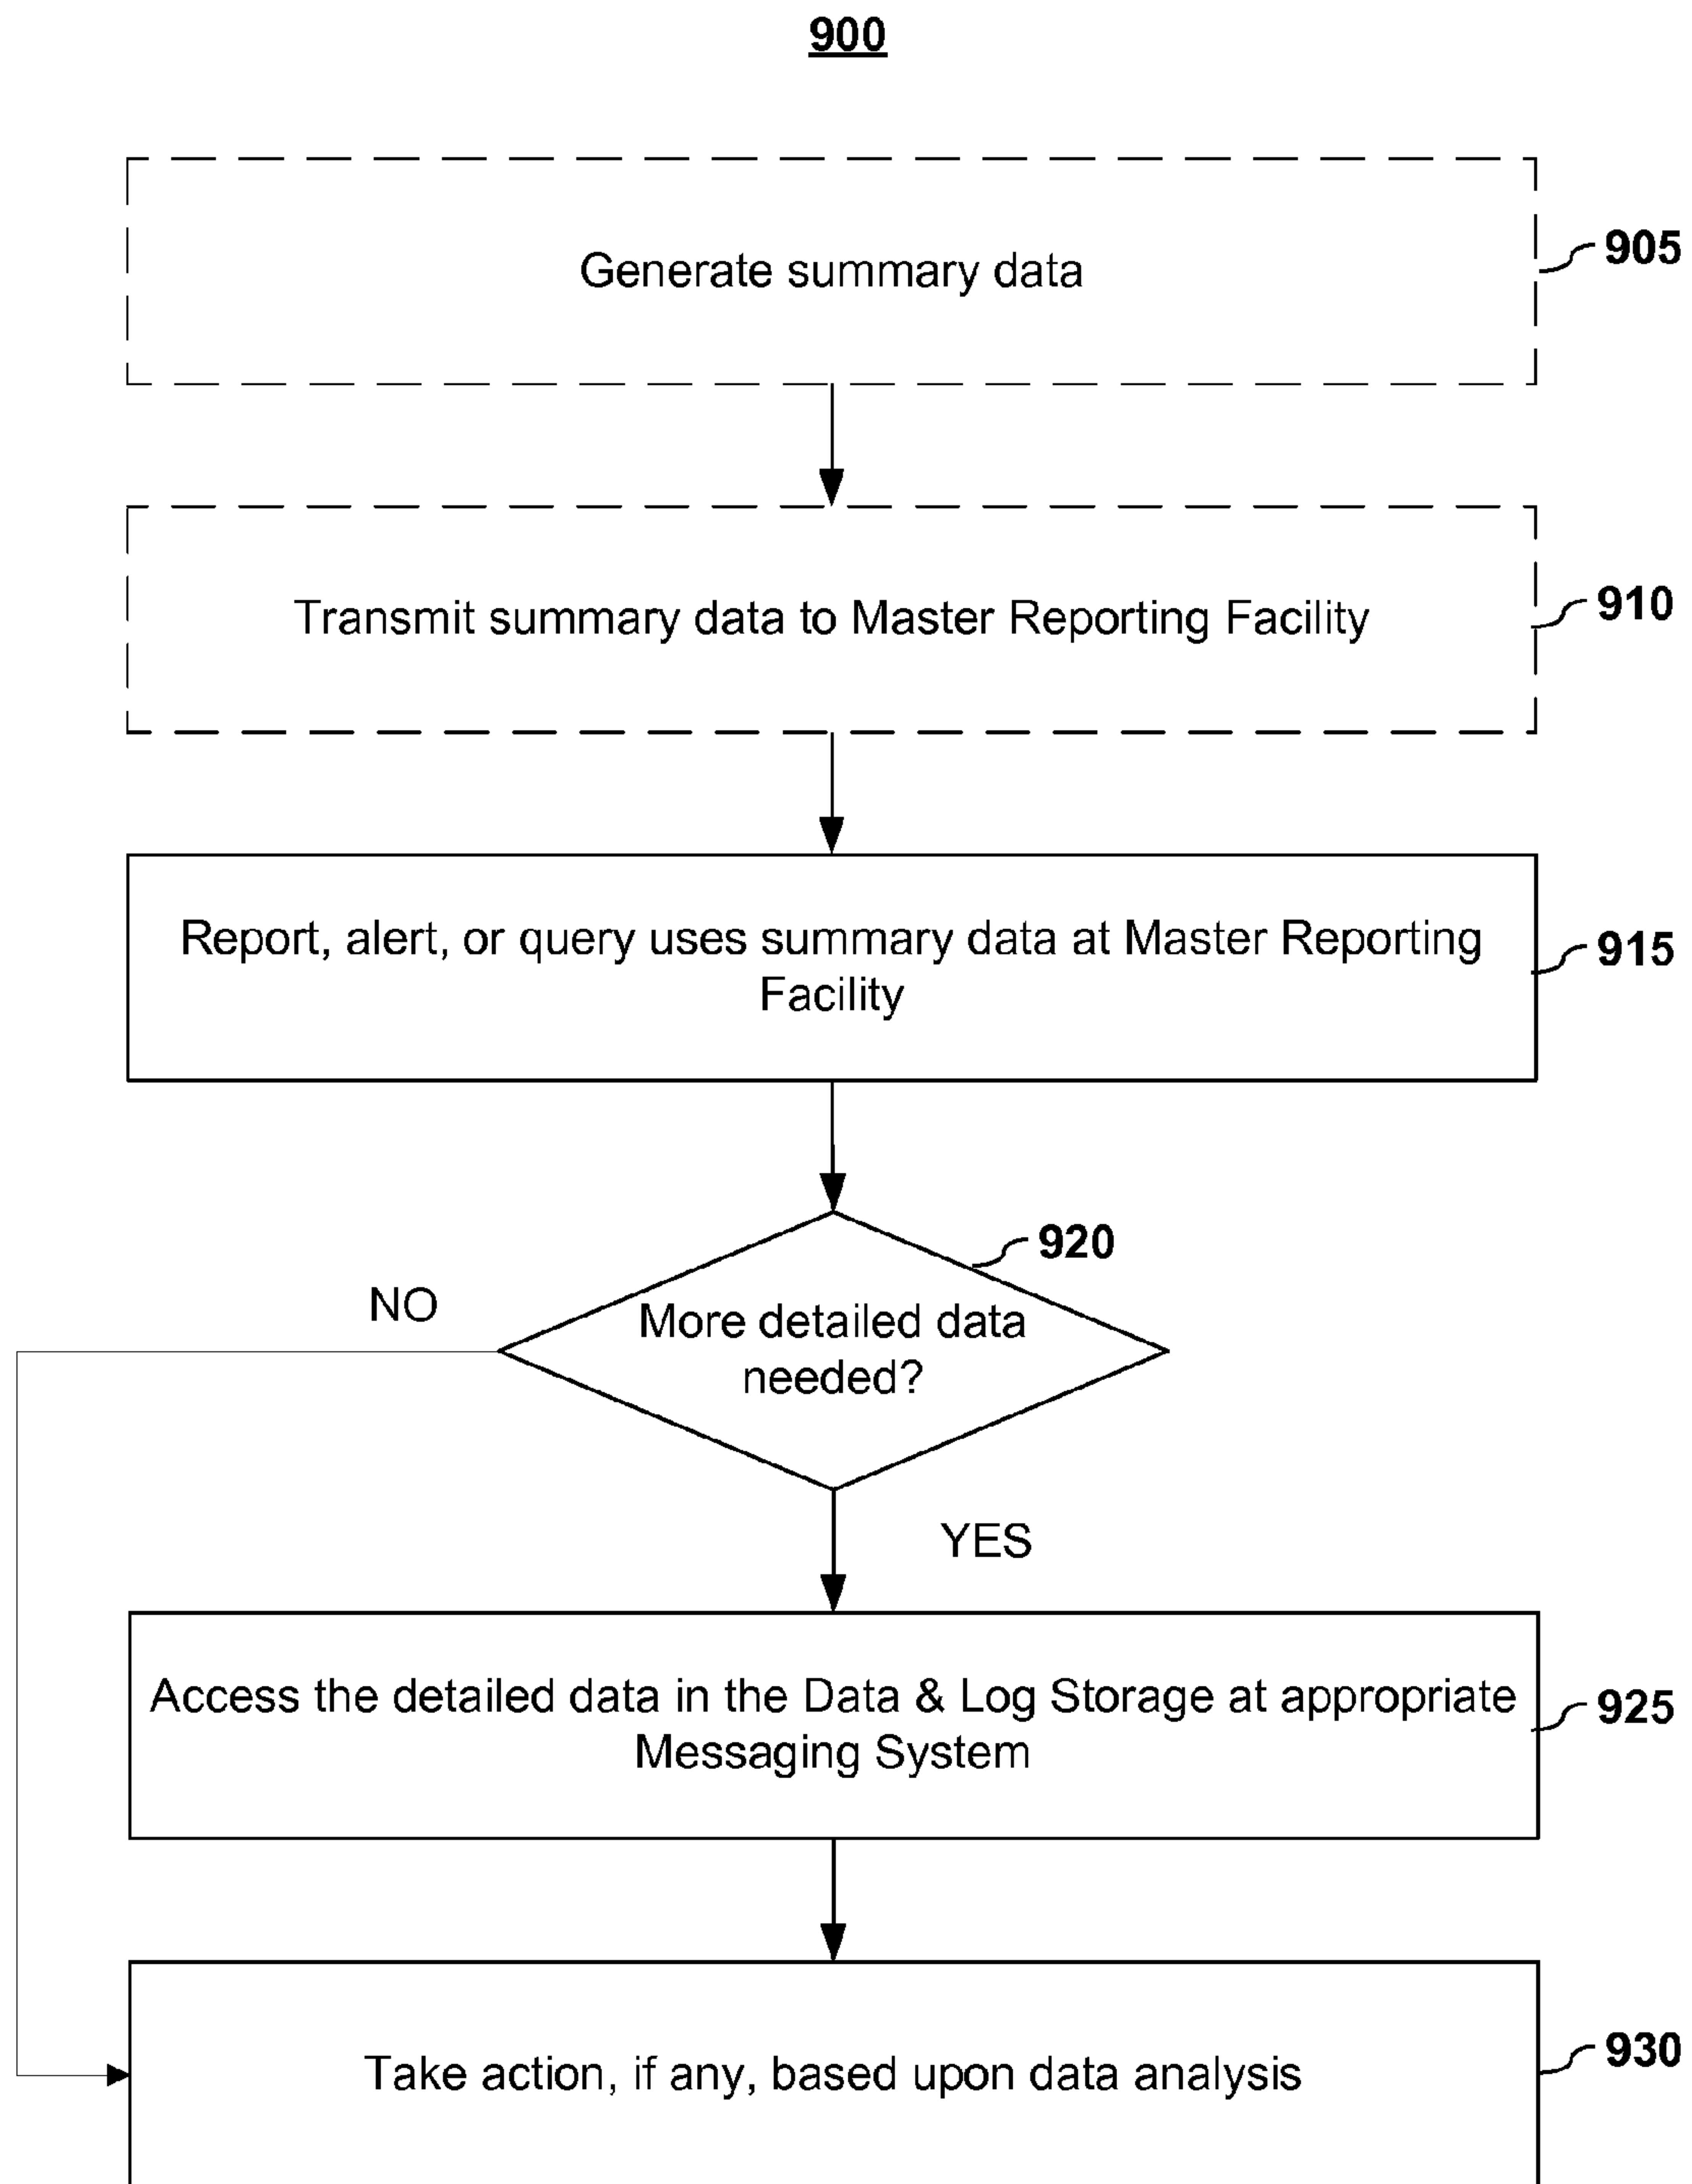 900
Generate summary data
905
Transmit summary data to Master Reporting Facility
910
Report, alert, or query uses summary data at Master Reporting
Facility
915
920
NO
More detailed data
needed?
YES
Access the detailed data in the Data & Log Storage at appropriate
Messaging System
925
Take action, if any, based upon data analysis
930